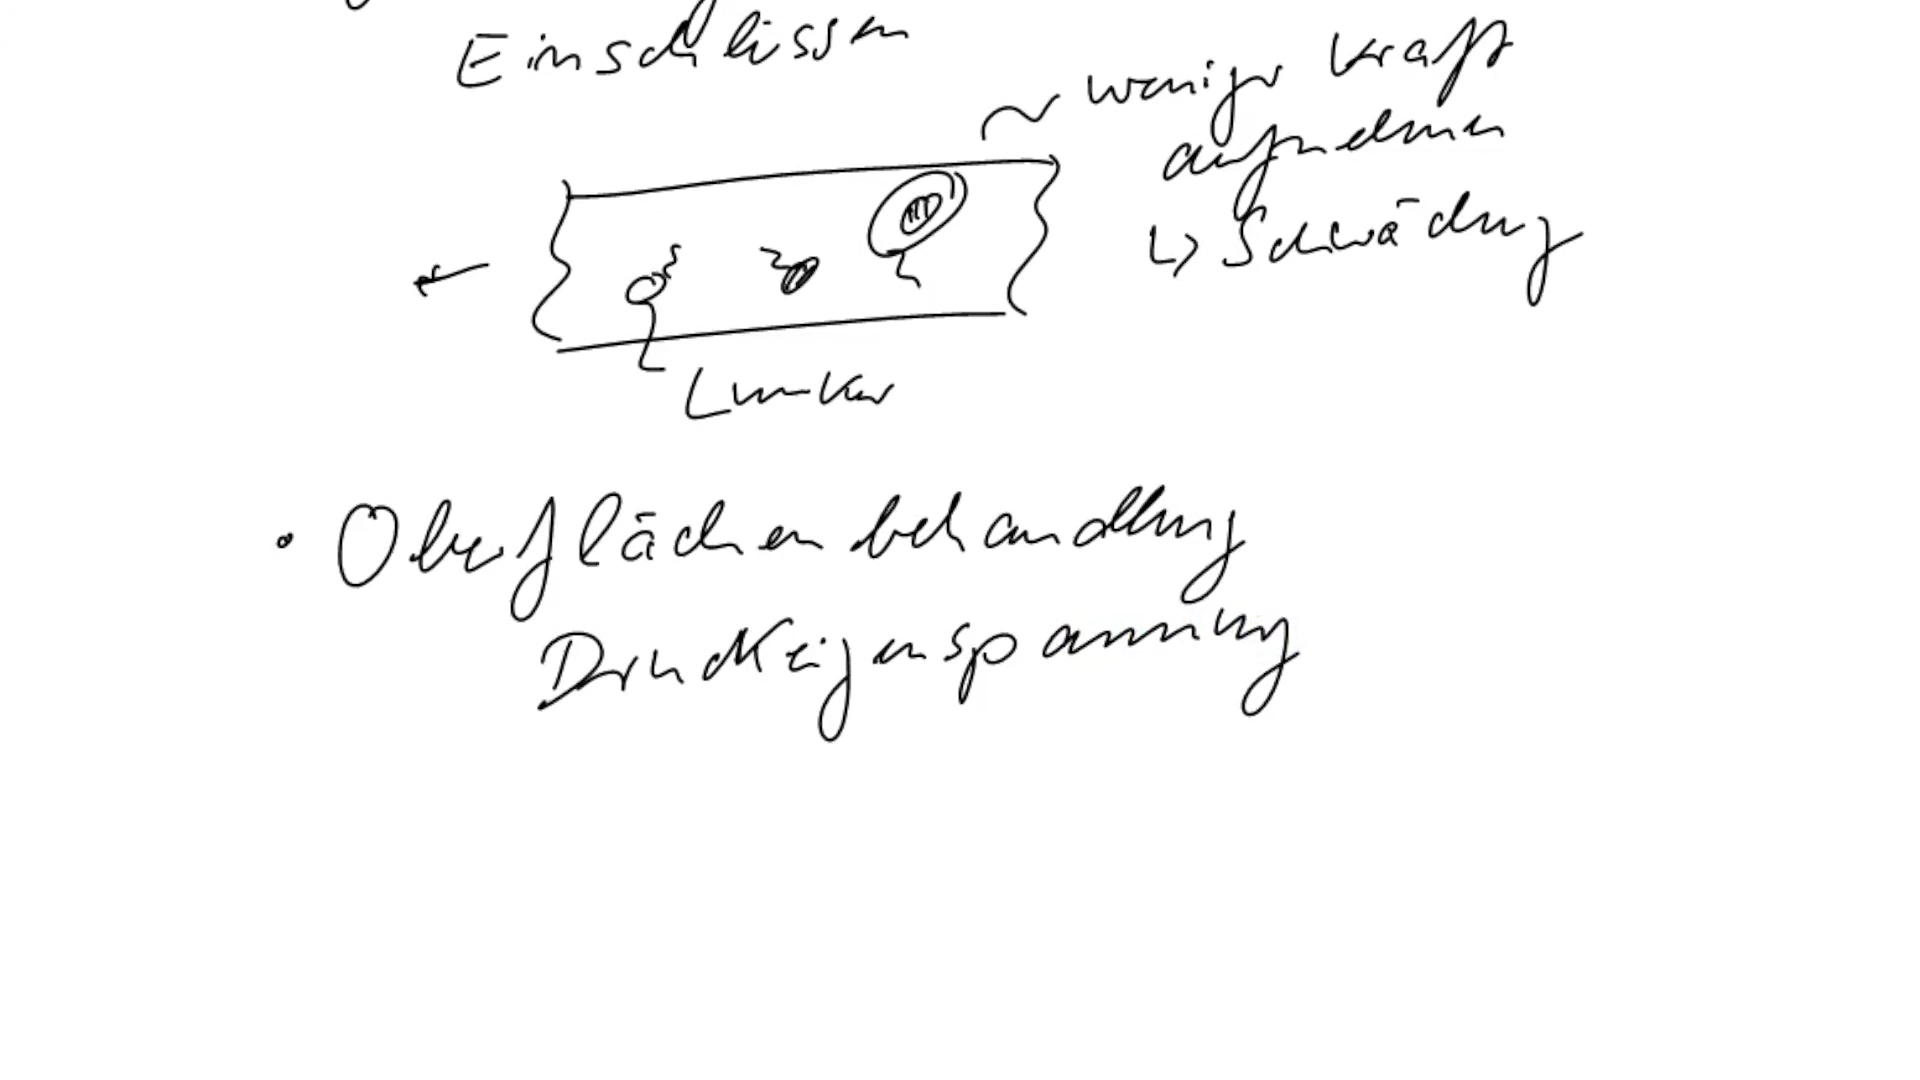 Einschlüssen
weniger Kraft
aufnehmen
↳ Schwächung
Lunker
• Oberflächenbehandlung
Druckeigenspannung